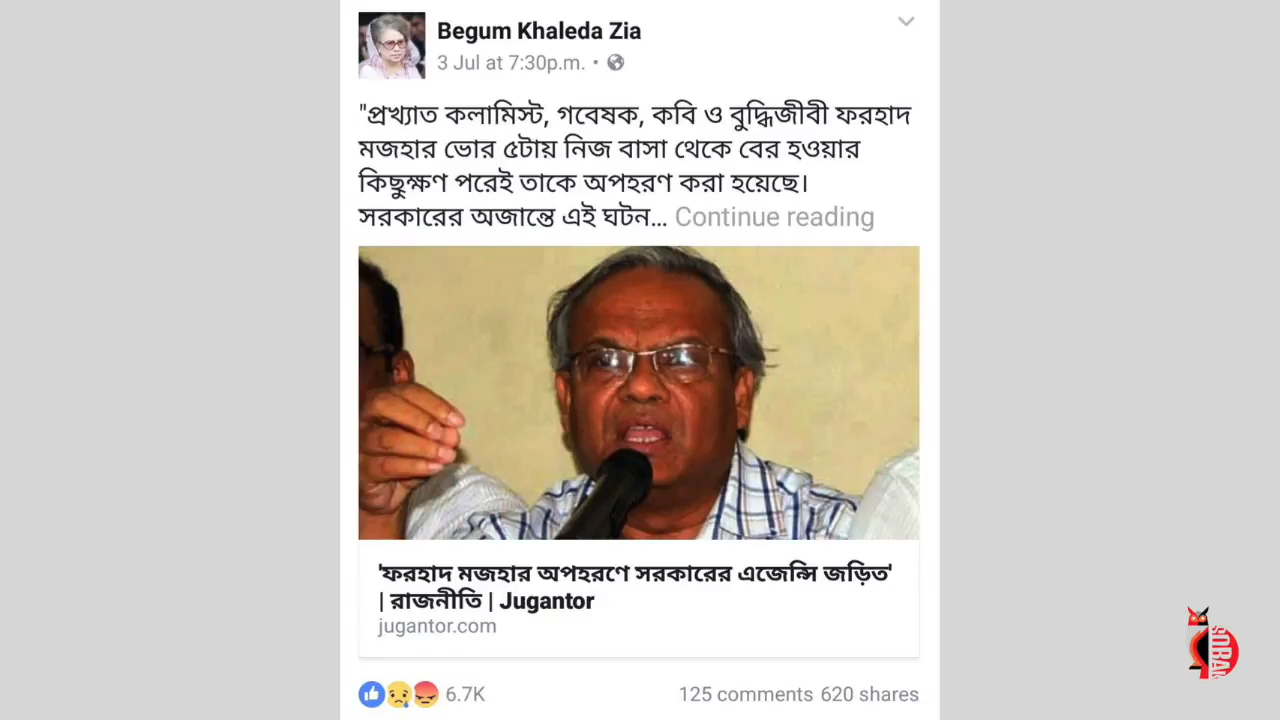 Begum Khaleda Zia
3 Jul at 7:30p.m. •
"প্রখ্যাত কলামিস্ট, গবেষক, কবি ও বুদ্ধিজীবী ফরহাদ
মজহার ভোর ৫টায় নিজ বাসা থেকে বের হওয়ার
কিছুক্ষণ পরেই তাকে অপহরণ করা হয়েছে।
সরকারের অজান্তে এই ঘটন... Continue reading
'ফরহাদ মজহার অপহরণে সরকারের এজেন্সি জড়িত'
| রাজনীতি | Jugantor
jugantor.com
6.7K
125 comments 620 shares